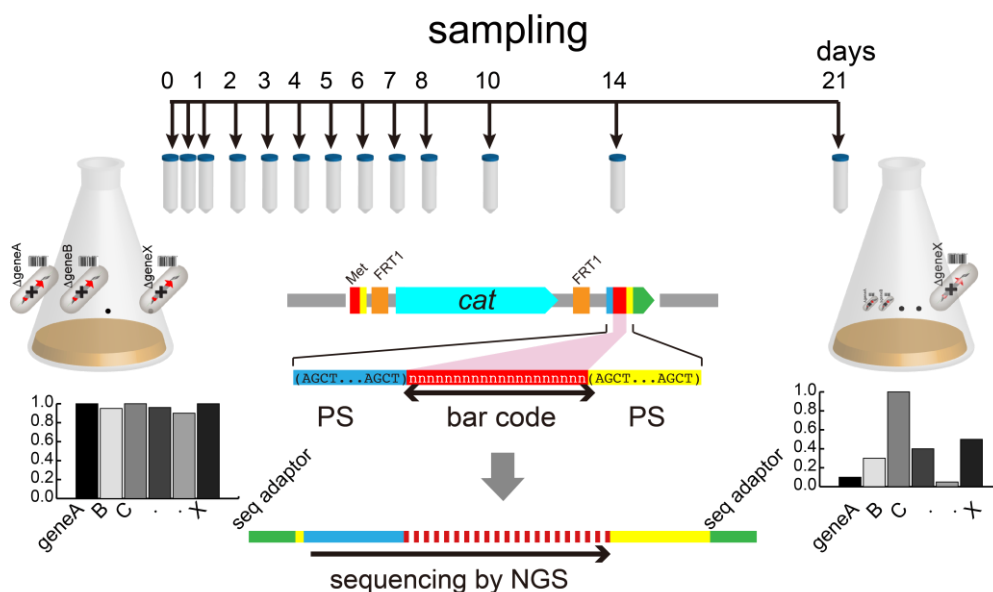 sampling
days
0 1 2 3 4 5 6 7 8 10 14 21
ΔgeneA
ΔgeneB
ΔgeneX
Met
FRT1
cat
FRT1
ΔgeneX
(AGCT...AGCT)nnnnnnnnnnnnnnnnnnnn(AGCT...AGCT)
PS
bar code
PS
1.0
0.8
0.6
0.4
0.2
0.0
geneA
B
C
.
.
X
1.0
0.8
0.6
0.4
0.2
0.0
geneA
B
C
.
.
X
seq adaptor
seq adaptor
sequencing by NGS